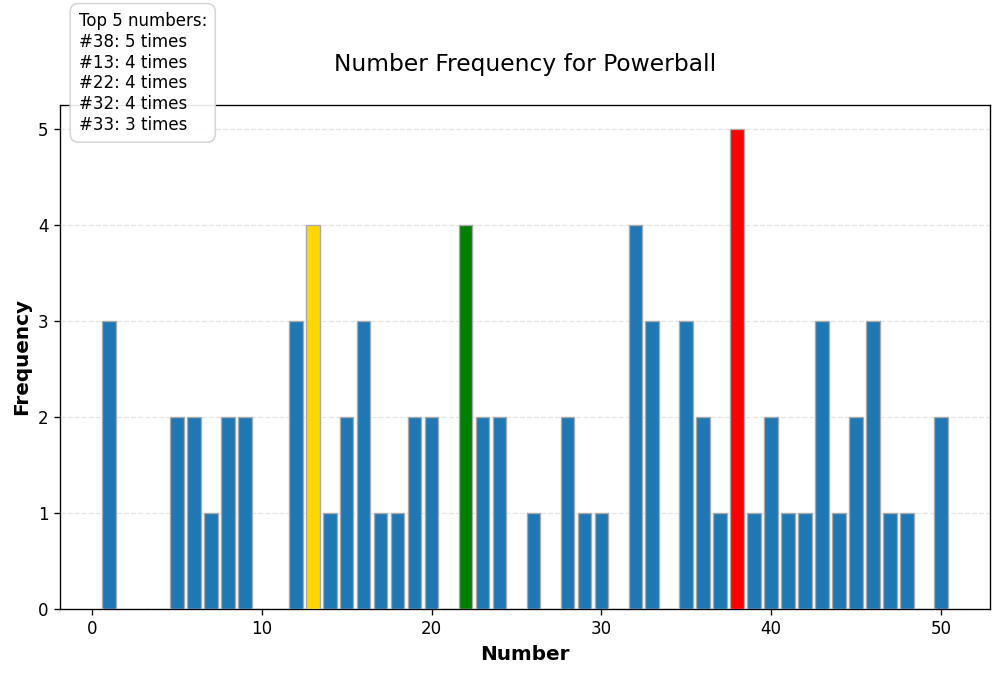 Top 5 numbers:
#38: 5 times
#13: 4 times
#22: 4 times
#32: 4 times
#33: 3 times
Number Frequency for Powerball
Frequency
5
4
3
2
1
0
0 10 20 30 40 50
Number